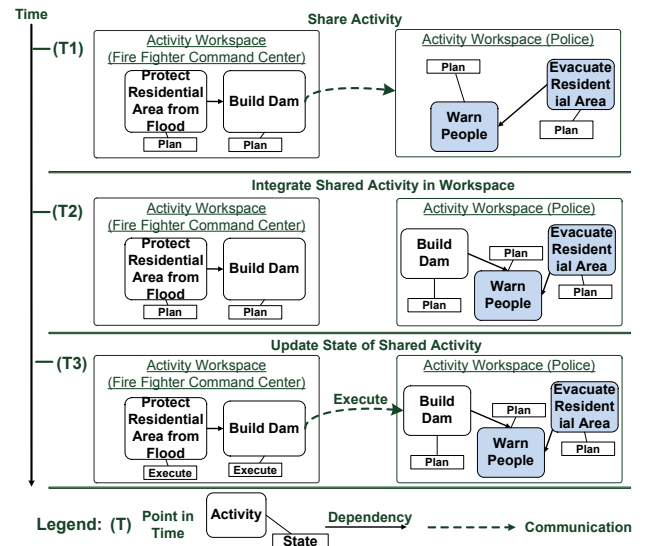 Time
Share Activity
(T1)
Activity Workspace
(Fire Fighter Command Center)
Protect
Residential
Area from
Flood
Plan
Build Dam
Plan
Activity Workspace (Police)
Plan
Warn
People
Evacuate
Resident
ial Area
Plan
Integrate Shared Activity in Workspace
(T2)
Activity Workspace
(Fire Fighter Command Center)
Protect
Residential
Area from
Flood
Plan
Build Dam
Plan
Activity Workspace (Police)
Build
Dam
Plan
Plan
Warn
People
Evacuate
Resident
ial Area
Plan
Update State of Shared Activity
(T3)
Activity Workspace
(Fire Fighter Command Center)
Protect
Residential
Area from
Flood
Execute
Build Dam
Execute
Execute
Activity Workspace (Police)
Build
Dam
Plan
Plan
Warn
People
Evacuate
Resident
ial Area
Plan
Legend: (T) Point in
Time
Activity
State
Dependency
Communication